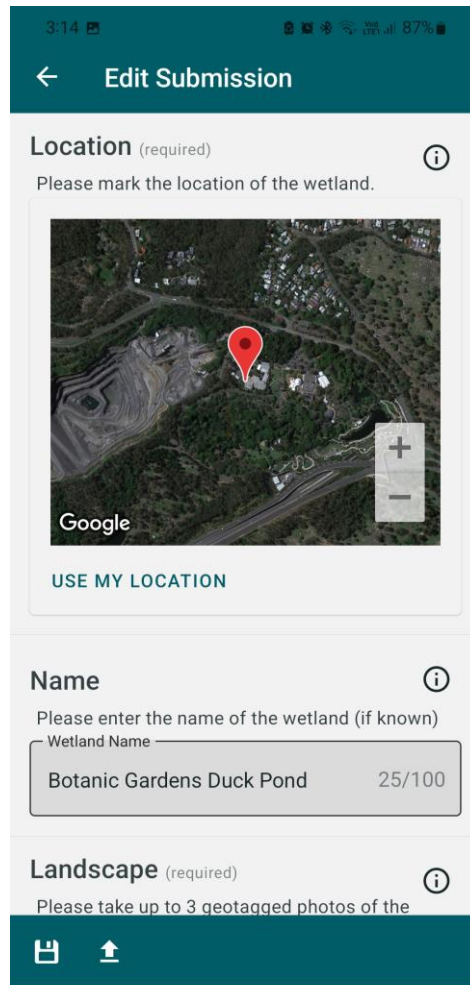 3:14 87%
Edit Submission
Location (required)
Please mark the location of the wetland.
Google
USE MY LOCATION
Name
Please enter the name of the wetland (if known)
Wetland Name
Botanic Gardens Duck Pond 25/100
Landscape (required)
Please take up to 3 geotagged photos of the